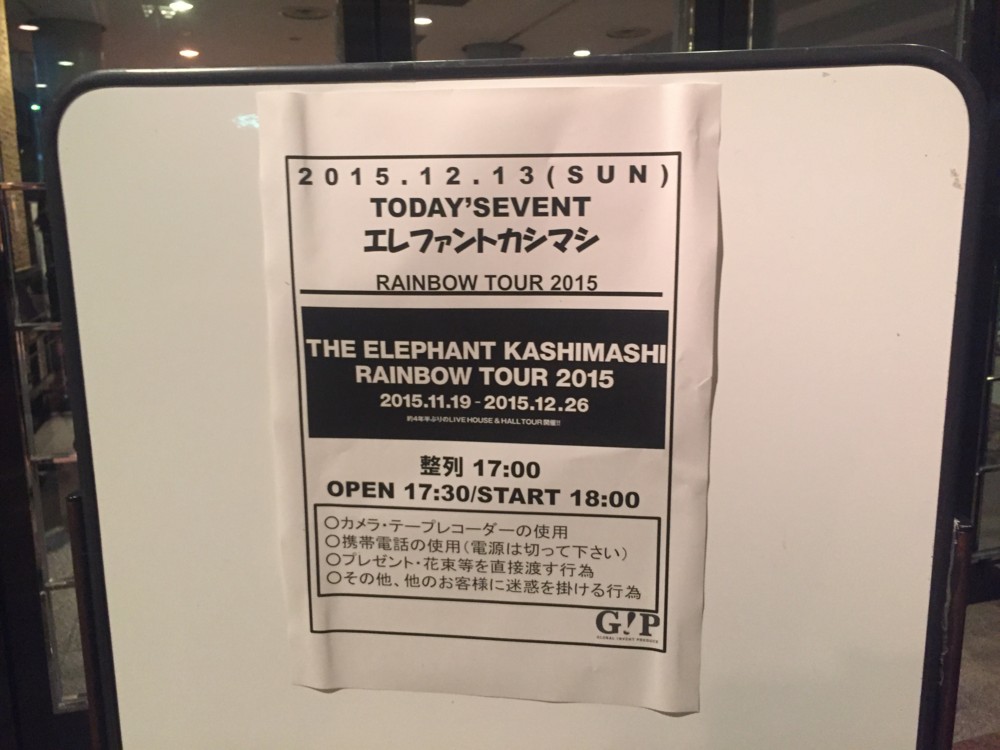 2015.12.13(SUN)
TODAY'SEVENT
エレファントカシマシ
RAINBOW TOUR 2015
THE ELEPHANT KASHIMASHI
RAINBOW TOUR 2015
2015.11.19 - 2015.12.26
約4年半ぶりのLIVE HOUSE & HALL TOUR開催!!
整列 17:00
OPEN 17:30/START 18:00
○カメラ・テープレコーダーの使用
○携帯電話の使用(電源は切って下さい)
○プレゼント・花束等を直接渡す行為
○その他、他のお客様に迷惑を掛ける行為
G!P